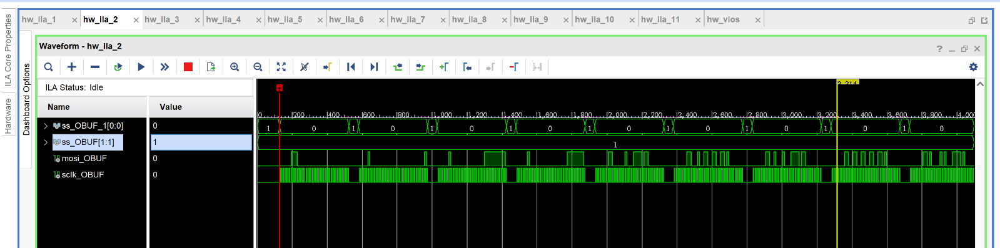 hw_ila_1 hw_ila_2 hw_ila_3 hw_ila_4 hw_ila_5 hw_ila_6 hw_ila_7 hw_ila_8 hw_ila_9 hw_ila_10 hw_ila_11 hw_vios
ILA Core Properties
Hardware
Dashboard Options
Waveform - hw_ila_2
ILA Status: Idle
Name Value
ss_OBUF_1[0:0] 0
ss_OBUF[1:1] 1
mosi_OBUF 0
sclk_OBUF 0
T
0 200 400 600 800 1,000 1,200 1,400 1,600 1,800 2,000 2,200 2,400 2,600 2,800 3,000 3,200 3,400 3,600 3,800 4,000
1 0 1 0 1 0 1 0 1 0 1 0 1 0 1 0 1 0
1